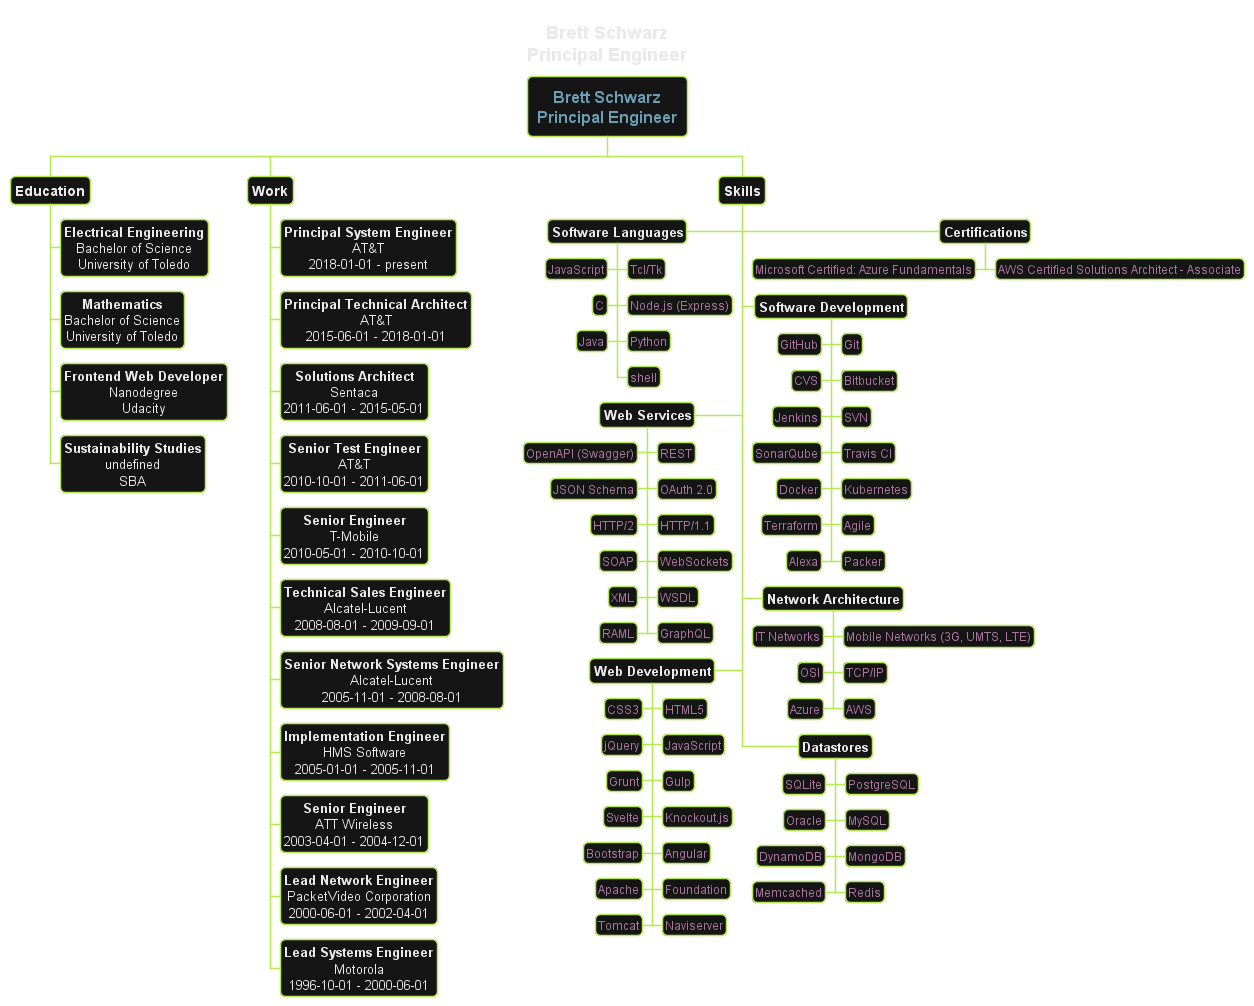 Brett Schwarz
Principal Engineer
Brett Schwarz
Principal Engineer
Education
Electrical Engineering
Bachelor of Science
University of Toledo
Mathematics
Bachelor of Science
University of Toledo
Frontend Web Developer
Nanodegree
Udacity
Sustainability Studies
undefined
SBA
Work
Principal System Engineer
AT&T
2018-01-01 - present
Principal Technical Architect
AT&T
2015-06-01 - 2018-01-01
Solutions Architect
Sentaca
2011-06-01 - 2015-05-01
Senior Test Engineer
AT&T
2010-10-01 - 2011-06-01
Senior Engineer
T-Mobile
2010-05-01 - 2010-10-01
Technical Sales Engineer
Alcatel-Lucent
2008-08-01 - 2009-09-01
Senior Network Systems Engineer
Alcatel-Lucent
2005-11-01 - 2008-08-01
Implementation Engineer
HMS Software
2005-01-01 - 2005-11-01
Senior Engineer
ATT Wireless
2003-04-01 - 2004-12-01
Lead Network Engineer
PacketVideo Corporation
2000-06-01 - 2002-04-01
Lead Systems Engineer
Motorola
1996-10-01 - 2000-06-01
Skills
Software Languages
JavaScript
Tcl/Tk
C
Node.js (Express)
Java
Python
shell
Certifications
Microsoft Certified: Azure Fundamentals
AWS Certified Solutions Architect - Associate
Software Development
GitHub
Git
CVS
Bitbucket
Jenkins
SVN
SonarQube
Travis CI
Docker
Kubernetes
Terraform
Agile
Alexa
Packer
Web Services
OpenAPI (Swagger)
REST
JSON Schema
OAuth 2.0
HTTP/2
HTTP/1.1
SOAP
WebSockets
XML
WSDL
RAML
GraphQL
Network Architecture
IT Networks
Mobile Networks (3G, UMTS, LTE)
OSI
TCP/IP
Azure
AWS
Web Development
CSS3
HTML5
jQuery
JavaScript
Grunt
Gulp
Svelte
Knockout.js
Bootstrap
Angular
Apache
Foundation
Tomcat
Naviserver
Datastores
SQLite
PostgreSQL
Oracle
MySQL
DynamoDB
MongoDB
Memcached
Redis